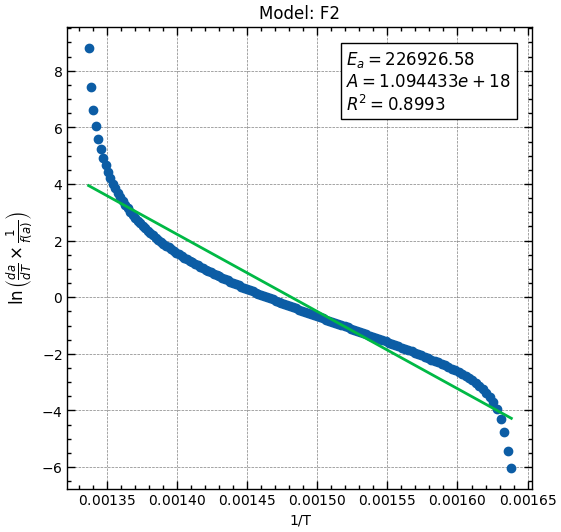 Model: F2
E_a = 226926.58
A = 1.094433e + 18
R^2 = 0.8993
8
6
4
2
0
−2
−4
−6
ln (da/dT × 1/f(a))
0.00135 0.00140 0.00145 0.00150 0.00155 0.00160 0.00165
1/T